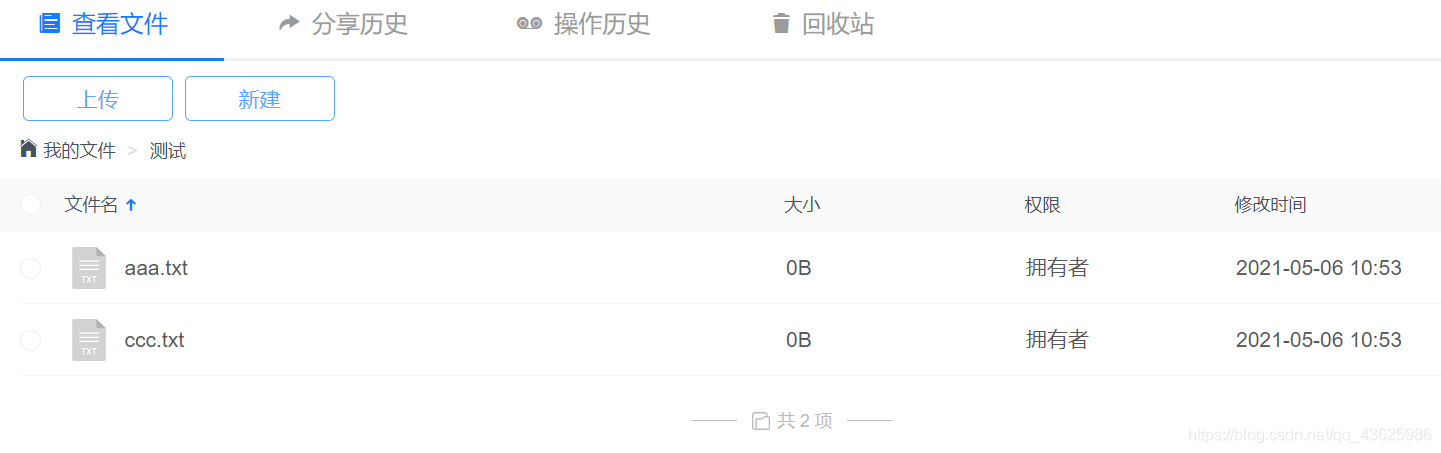 查看文件 分享历史 操作历史 回收站
上传 新建
我的文件 > 测试
文件名 大小 权限 修改时间
TXT aaa.txt 0B 拥有者 2021-05-06 10:53
TXT ccc.txt 0B 拥有者 2021-05-06 10:53
共 2 项
https://blog.csdn.net/qq_43625986